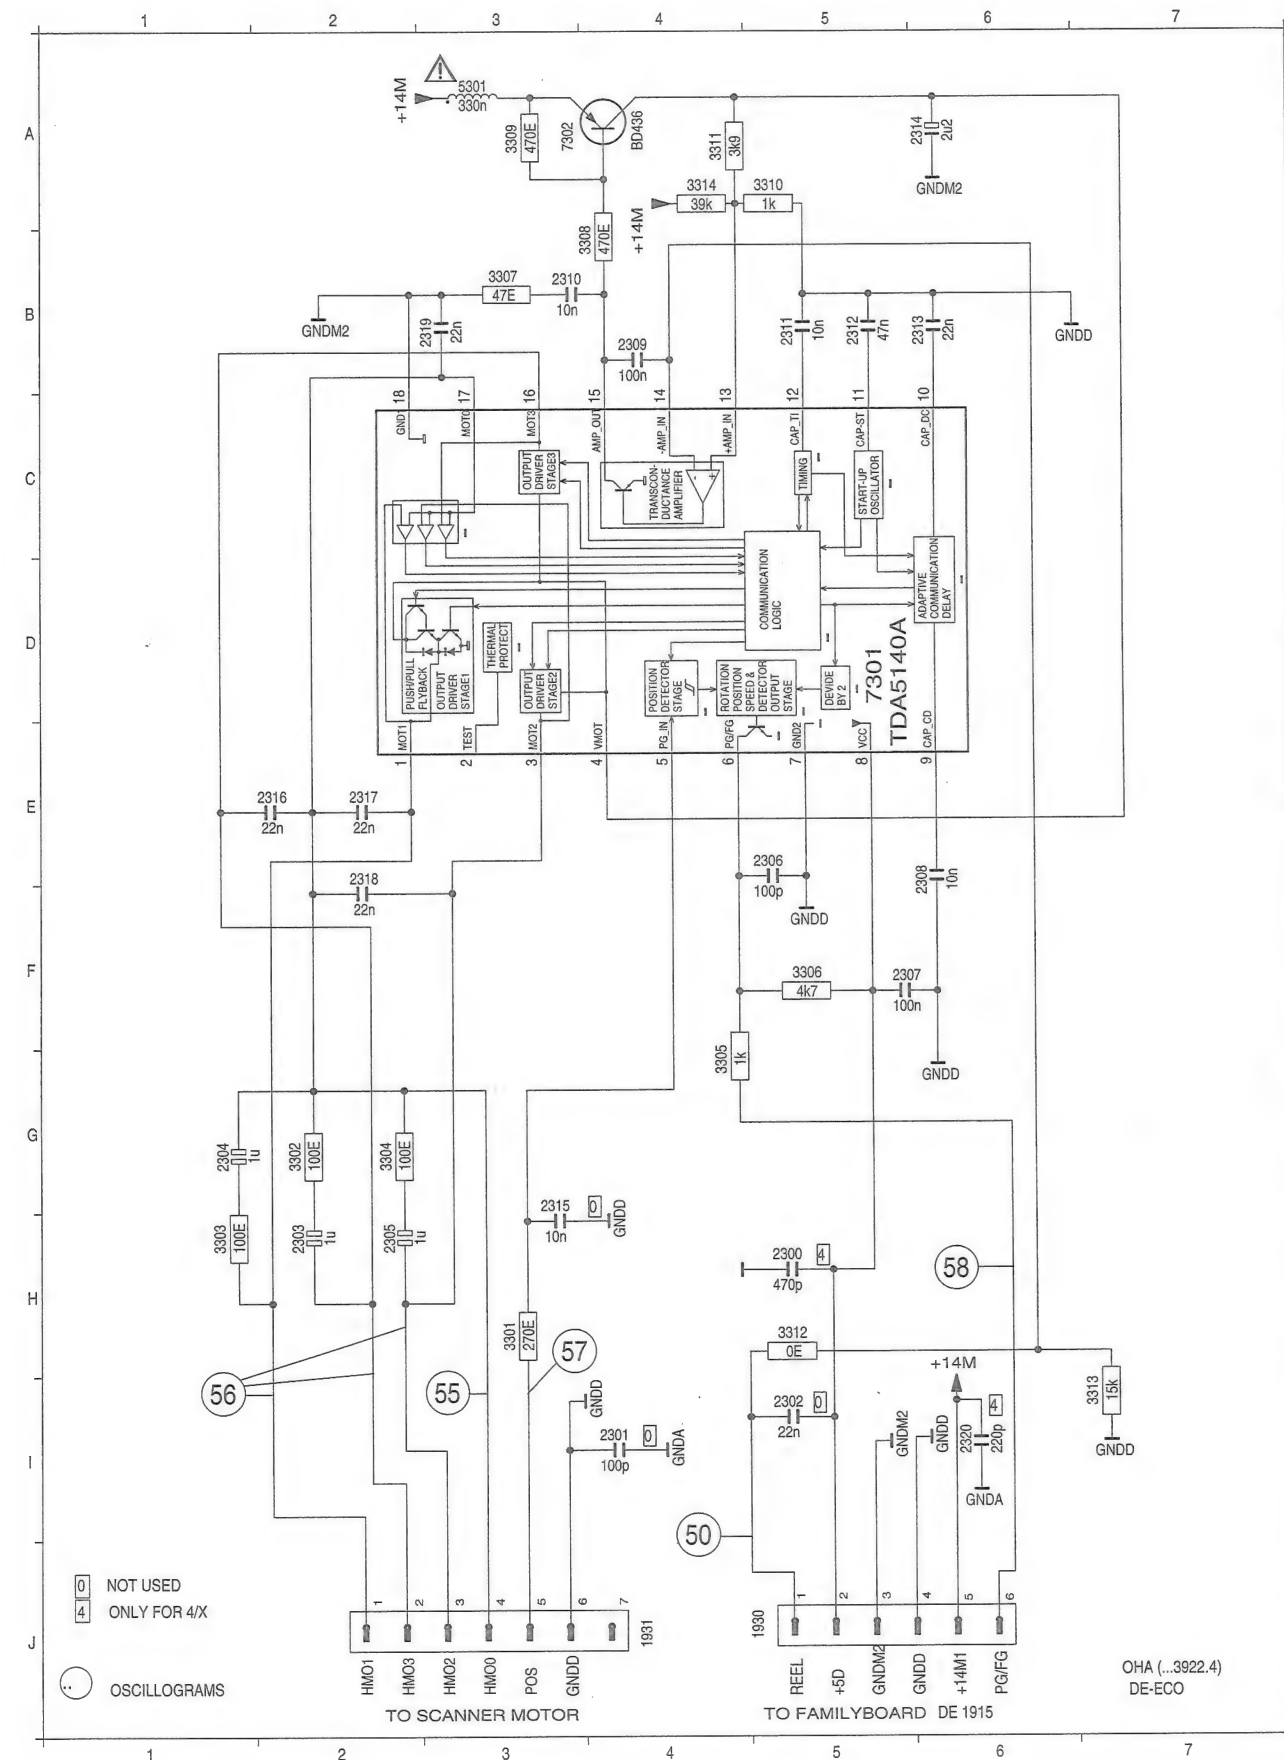 1 2 3 4 5 6 7
A
B
C
D
E
F
G
H
I
J
+14M
5301
330n
3309
470E
7302
BD436
3311
3k9
2314
2u2
GNDM2
3314
39k
3310
1k
+14M
3308
470E
3307
47E
2310
10n
GNDM2
2319
22n
2309
100n
2311
10n
2312
47n
2313
22n
GNDD
18 17 16 15 14 13 12 11 10
GND1
MOT0
MOT3
AMP_OUT
-AMP_IN
+AMP_IN
CAP_TI
CAP-ST
CAP_DC
OUTPUT
DRIVER
STAGE3
TRANSCON-
DUCTANCE
AMPLIFIER
- +
TIMING
START-UP
OSCILLATOR
COMMUNICATION
LOGIC
ADAPTIVE
COMMUNICATION
DELAY
PUSH/PULL
FLYBACK
OUTPUT
DRIVER
STAGE1
THERMAL
PROTECT
OUTPUT
DRIVER
STAGE2
POSITION
DETECTOR
STAGE
ROTATION
POSITION
SPEED &
DETECTOR
OUTPUT
STAGE
DEVIDE
BY 2
7301
TDA5140A
MOT1
TEST
MOT2
VMOT
PG_IN
PG/FG
GND2
VCC
CAP_CD
1 2 3 4 5 6 7 8 9
2316
22n
2317
22n
2318
22n
2306
100p
GNDD
2308
10n
3306
4k7
2307
100n
GNDD
3305
1k
2304
1u
3302
100E
3304
100E
3303
100E
2303
1u
2305
1u
2315
10n
0
GNDD
2300
470p
4
58
3301
270E
57
3312
0E
+14M
3313
15k
GNDD
56
55
GNDD
2301
100p
0
GNDA
2302
22n
0
GNDM2
GNDD
2320
220p
4
GNDA
50
0 NOT USED
4 ONLY FOR 4/X
.. OSCILLOGRAMS
1 2 3 4 5 6 7
1931
HMO1
HMO3
HMO2
HMO0
POS
GNDD
TO SCANNER MOTOR
1930
1 2 3 4 5 6
REEL
+5D
GNDM2
GNDD
+14M1
PG/FG
TO FAMILYBOARD DE 1915
OHA (...3922.4)
DE-ECO
1 2 3 4 5 6 7